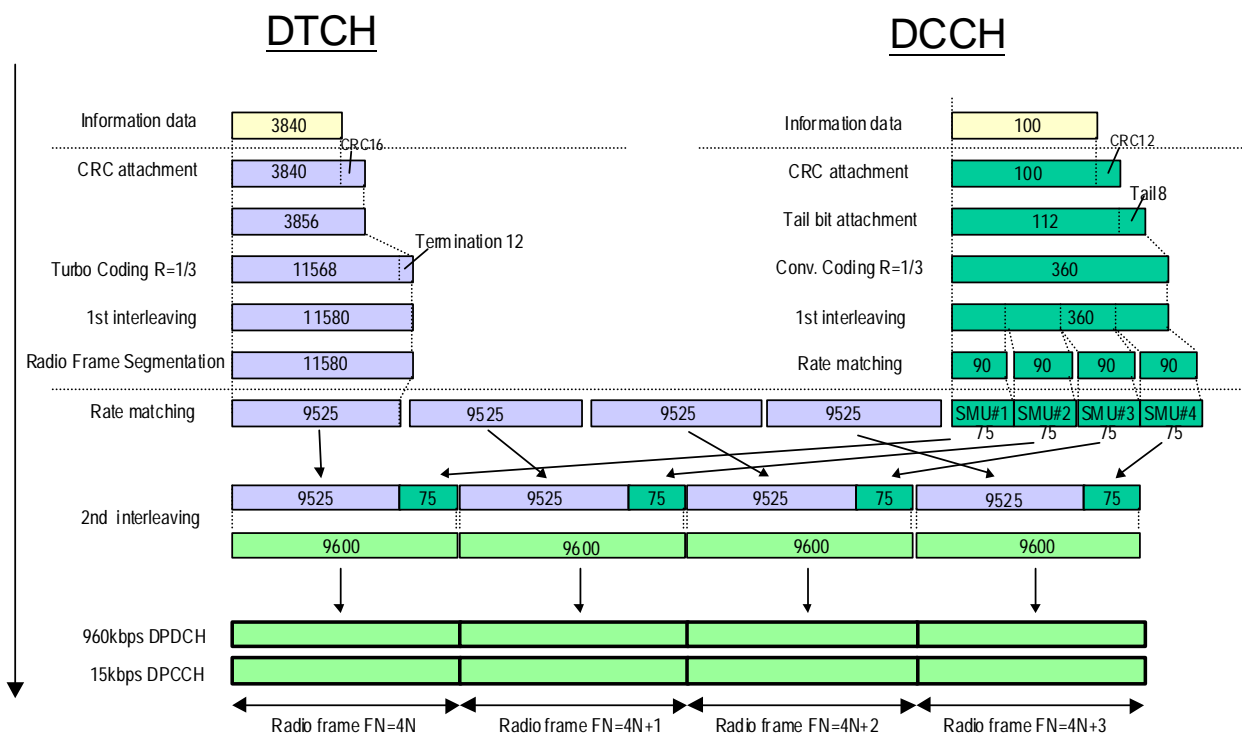 DTCH DCCH
Information data 3840 Information data 100
CRC16 CRC12
CRC attachment 3840 CRC attachment 100
Tail8
3856 Tail bit attachment 112
Termination 12
Turbo Coding R=1/3 11568 Conv. Coding R=1/3 360
1st interleaving 11580 1st interleaving 360
Radio Frame Segmentation 11580 Rate matching 90 90 90 90
Rate matching 9525 9525 9525 9525 SMU#1 SMU#2 SMU#3 SMU#4
75 75 75 75
9525 75 9525 75 9525 75 9525 75
2nd interleaving
9600 9600 9600 9600
960kbps DPDCH
15kbps DPCCH
Radio frame FN=4N Radio frame FN=4N+1 Radio frame FN=4N+2 Radio frame FN=4N+3